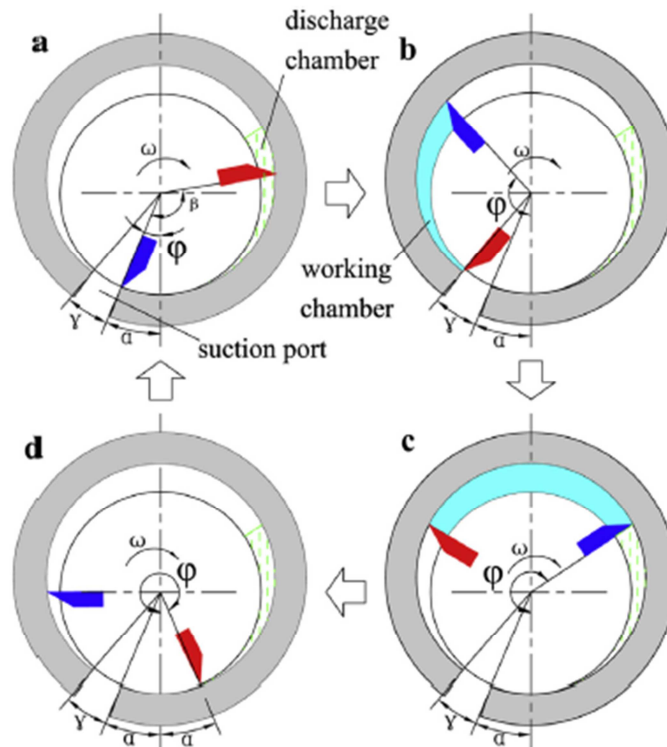 a
discharge
chamber
ω
β
φ
γ
α
suction port
b
ω
φ
working
chamber
γ
α
d
ω
φ
γ
α
α
c
ω
φ
γ
α